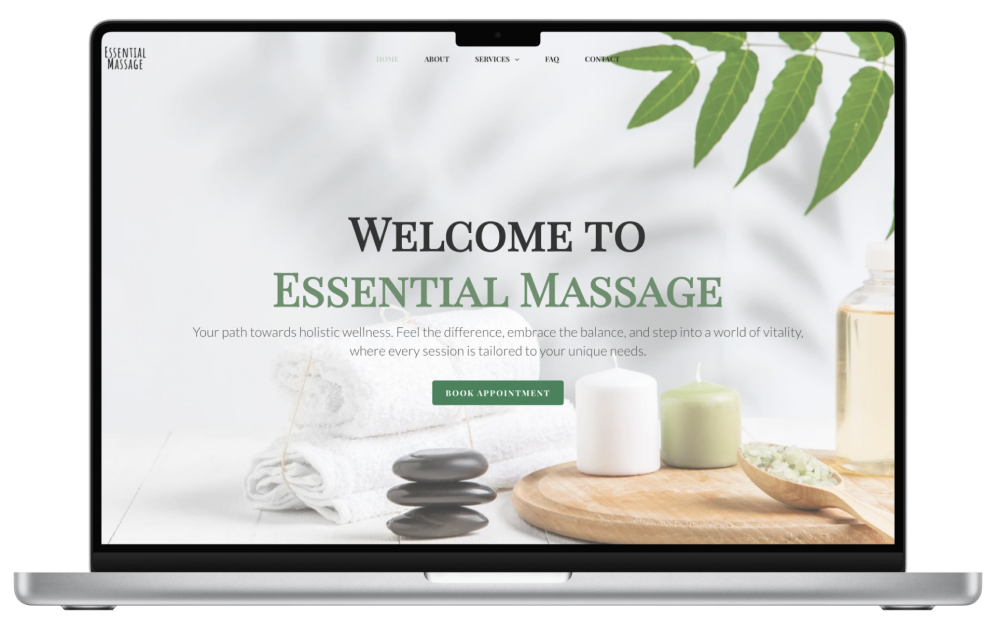 Essential
Massage
HOME ABOUT SERVICES FAQ CONTACT
Welcome to
Essential Massage
Your path towards holistic wellness. Feel the difference, embrace the balance, and step into a world of vitality,
where every session is tailored to your unique needs.
BOOK APPOINTMENT